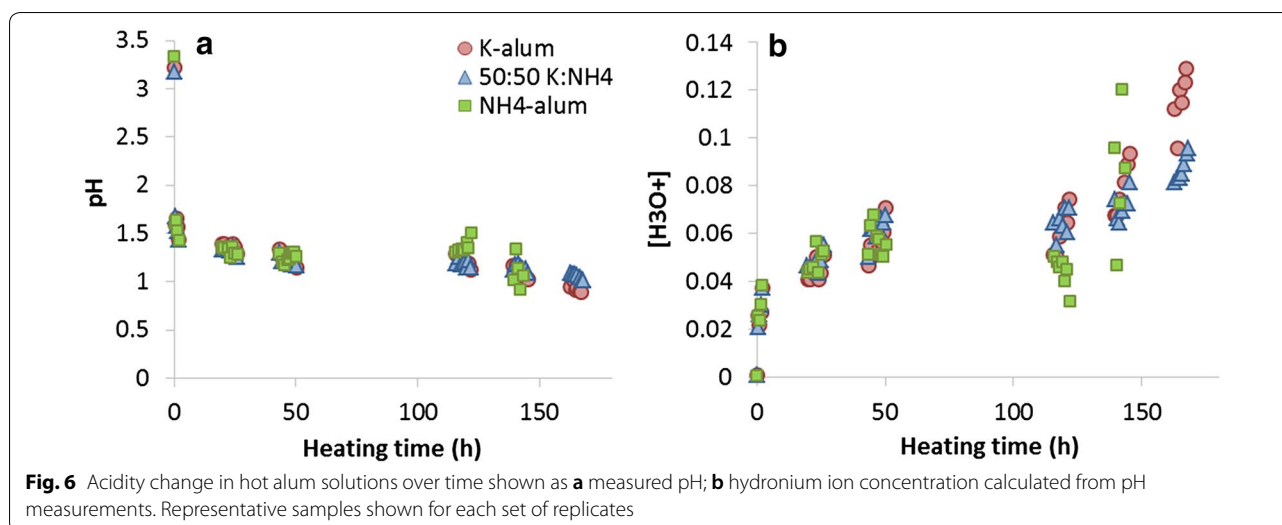 a
3.5
3
2.5
2
1.5
1
0.5
0
pH
0 50 100 150
Heating time (h)
K-alum
50:50 K:NH4
NH4-alum
b
0.14
0.12
0.1
0.08
0.06
0.04
0.02
0
[H3O+]
0 50 100 150
Heating time (h)
Fig. 6 Acidity change in hot alum solutions over time shown as a measured pH; b hydronium ion concentration calculated from pH
measurements. Representative samples shown for each set of replicates